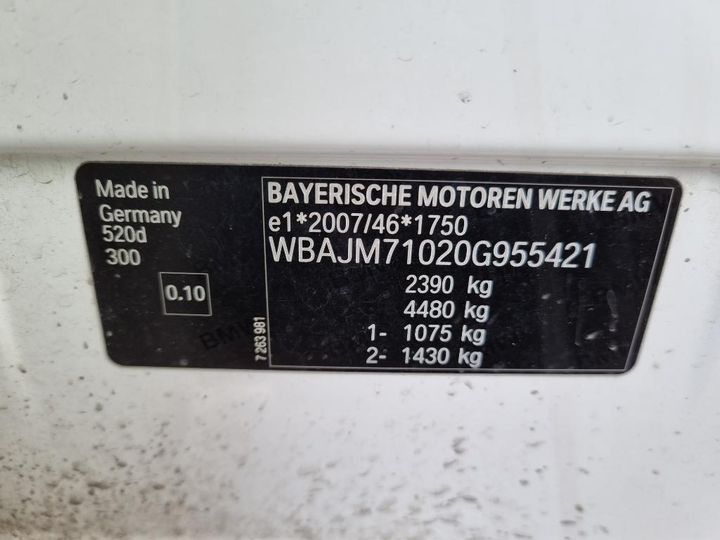 Made in
Germany
520d
300
0.10
7 263 981
BAYERISCHE MOTOREN WERKE AG
e1*2007/46*1750
WBAJM71020G955421
2390 kg
4480 kg
1- 1075 kg
2- 1430 kg